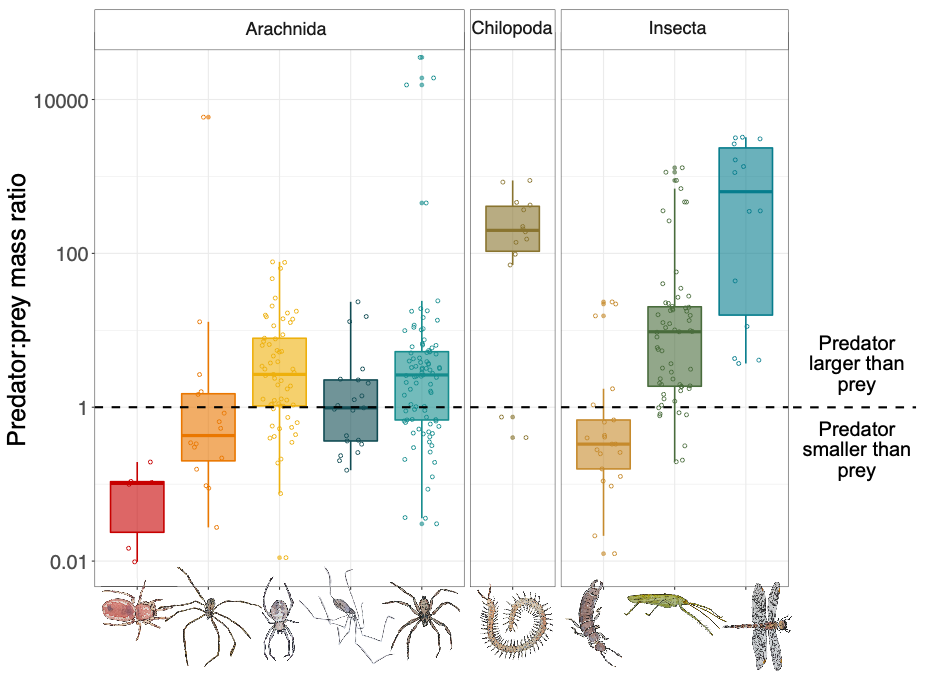 Arachnida
Chilopoda
Insecta
Predator:prey mass ratio
10000
100
1
0.01
Predator
larger than
prey
Predator
smaller than
prey